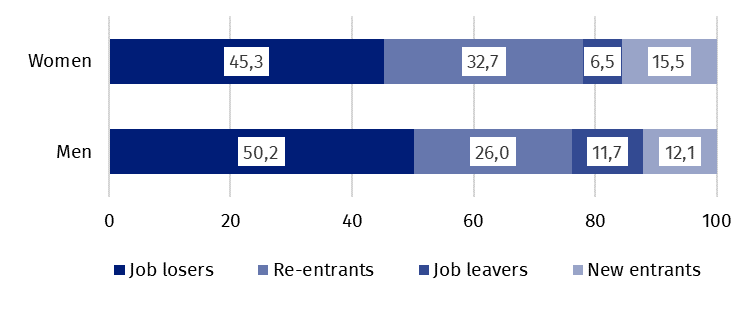 Women 45,3 32,7 6,5 15,5
Men 50,2 26,0 11,7 12,1
0 20 40 60 80 100
Job losers Re-entrants Job leavers New entrants